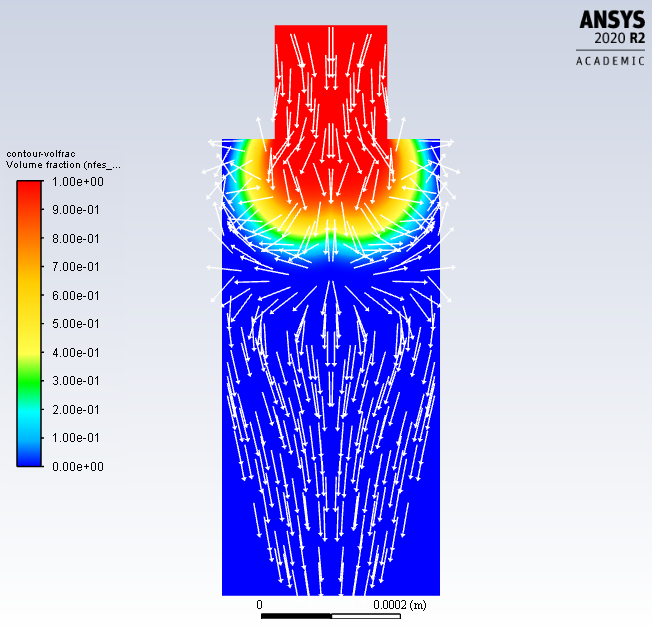 ANSYS
2020 R2
ACADEMIC
contour-volfrac
Volume fraction (nfes_...
1.00e+00
9.00e-01
8.00e-01
7.00e-01
6.00e-01
5.00e-01
4.00e-01
3.00e-01
2.00e-01
1.00e-01
0.00e+00
0 0.0002 (m)